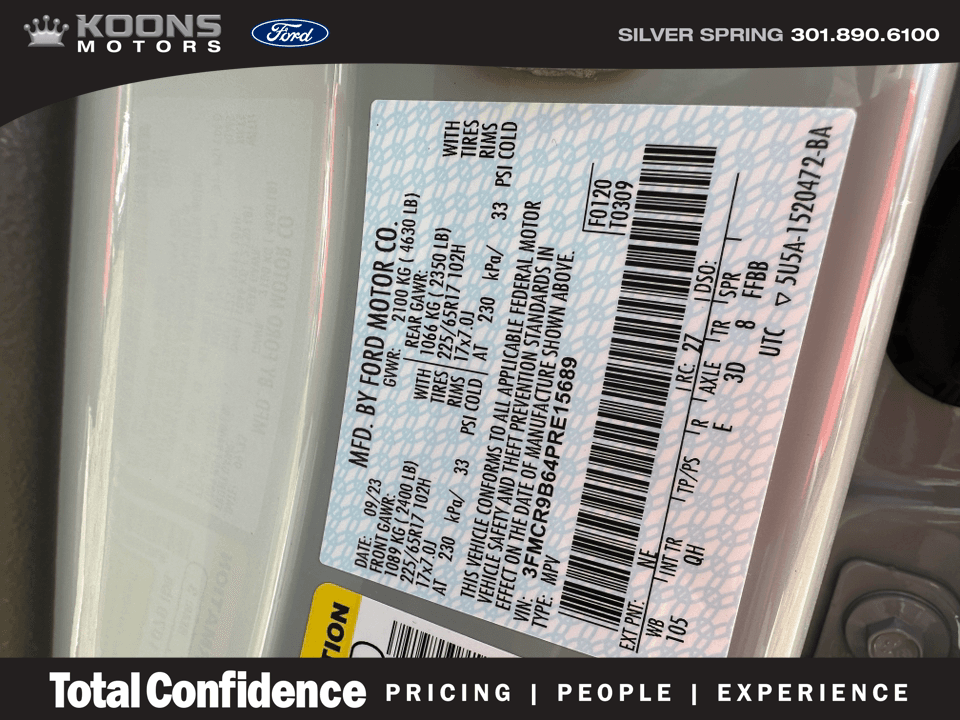 KOONS
MOTORS
Ford
SILVER SPRING 301.890.6100
MFD. BY FORD MOTOR CO.
DATE: 09/23
GVWR: 2100 KG ( 4630 LB)
FRONT GAWR:
1089 KG ( 2400 LB)
225/65R17 102H
17x7.0J
AT 230 kPa/ 33 PSI COLD
WITH
TIRES
RIMS
REAR GAWR:
1066 KG ( 2350 LB)
225/65R17 102H
17x7.0J
AT 230 kPa/ 33 PSI COLD
WITH
TIRES
RIMS
THIS VEHICLE CONFORMS TO ALL APPLICABLE FEDERAL MOTOR
VEHICLE SAFETY AND THEFT PREVENTION STANDARDS IN
EFFECT ON THE DATE OF MANUFACTURE SHOWN ABOVE.
VIN: 3FMCR9B64PRE15689
TYPE: MPV
F0120
T0309
EXT PNT: NE RC: 27 DSO:
WB INT TR TP/PS R AXLE TR SPR
105 QH E 3D 8 FFBB
UTC ▽ 5U5A-1520472-BA
TION
Total Confidence PRICING | PEOPLE | EXPERIENCE